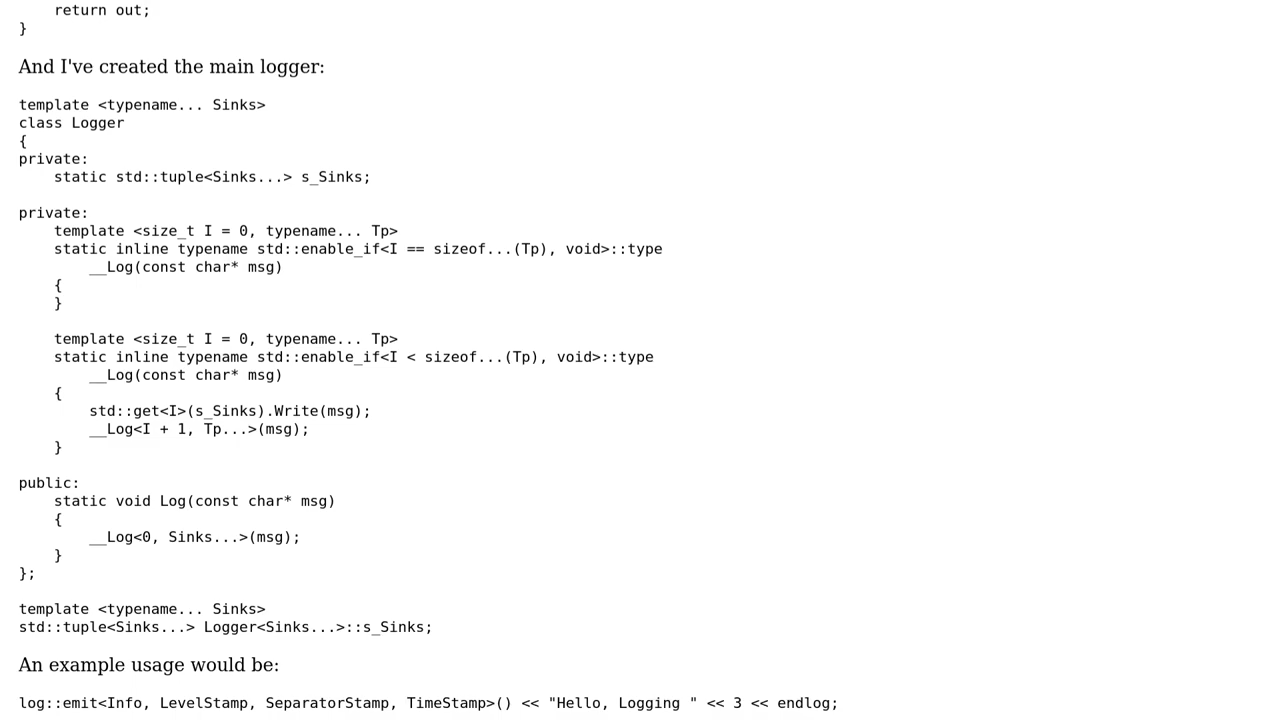 return out;
}
And I've created the main logger:
template <typename... Sinks>
class Logger
{
private:
    static std::tuple<Sinks...> s_Sinks;

private:
    template <size_t I = 0, typename... Tp>
    static inline typename std::enable_if<I == sizeof...(Tp), void>::type
        __Log(const char* msg)
    {
    }

    template <size_t I = 0, typename... Tp>
    static inline typename std::enable_if<I < sizeof...(Tp), void>::type
        __Log(const char* msg)
    {
        std::get<I>(s_Sinks).Write(msg);
        __Log<I + 1, Tp...>(msg);
    }

public:
    static void Log(const char* msg)
    {
        __Log<0, Sinks...>(msg);
    }
};

template <typename... Sinks>
std::tuple<Sinks...> Logger<Sinks...>::s_Sinks;
An example usage would be:
log::emit<Info, LevelStamp, SeparatorStamp, TimeStamp>() << "Hello, Logging " << 3 << endlog;